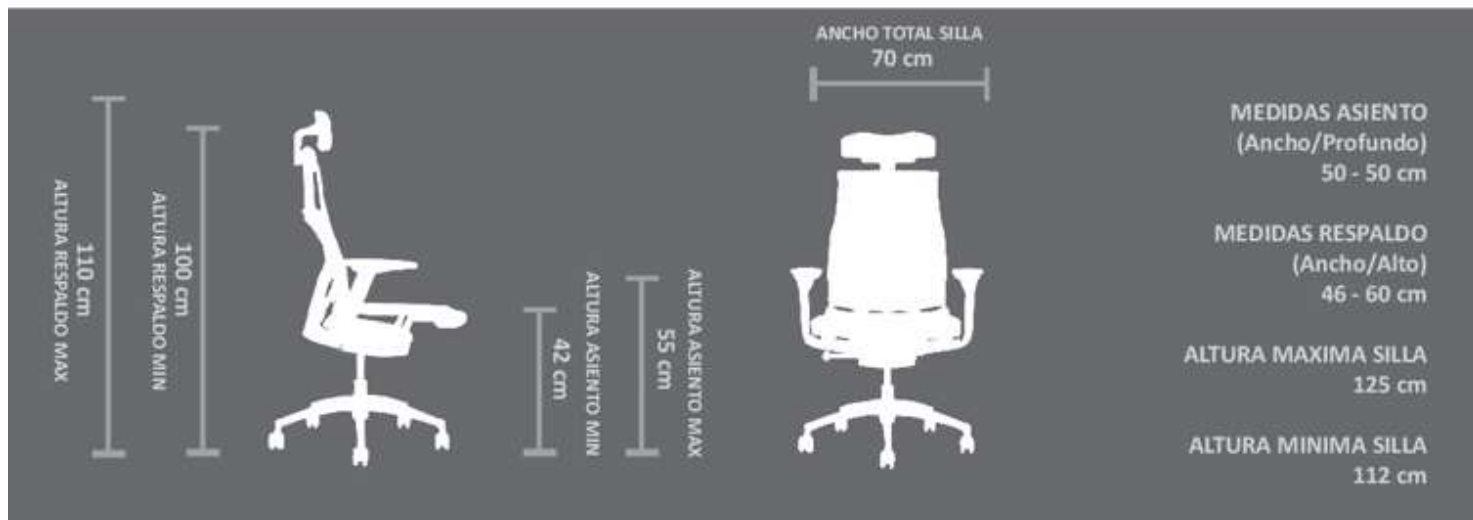 ANCHO TOTAL SILLA
70 cm
110 cm
ALTURA RESPALDO MAX
100 cm
ALTURA RESPALDO MIN
42 cm
ALTURA ASIENTO MIN
55 cm
ALTURA ASIENTO MAX
MEDIDAS ASIENTO
(Ancho/Profundo)
50 - 50 cm
MEDIDAS RESPALDO
(Ancho/Alto)
46 - 60 cm
ALTURA MAXIMA SILLA
125 cm
ALTURA MINIMA SILLA
112 cm